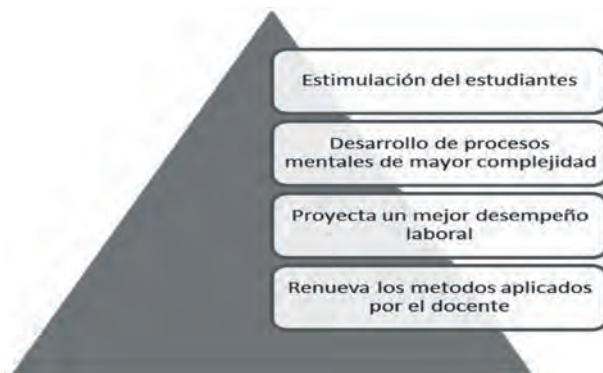 Estimulación del estudiantes
Desarrollo de procesos
mentales de mayor complejidad
Proyecta un mejor desempeño
laboral
Renueva los metodos aplicados
por el docente